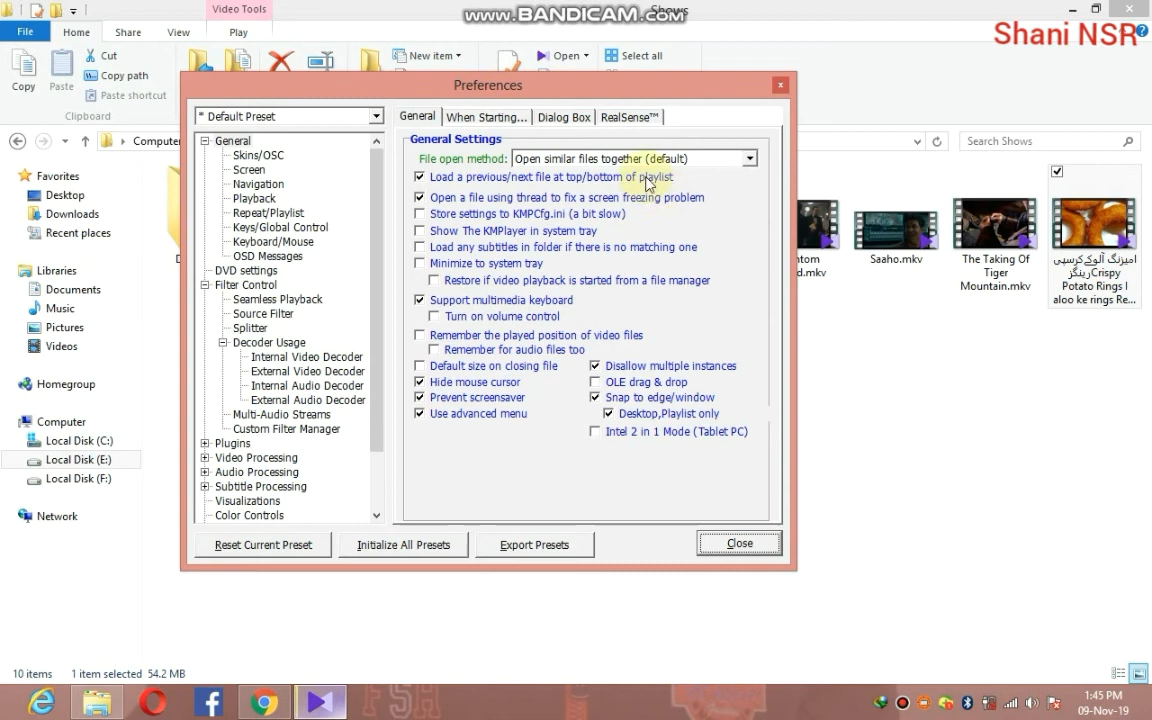 Video Tools
www.BANDICAM.com
Shows
Shani NSR
File
Home
Share
View
Play
Copy
Paste
Cut
Copy path
Paste shortcut
Clipboard
New item
Open
Select all
Computer
Search Shows
Favorites
Desktop
Downloads
Recent places
Libraries
Documents
Music
Pictures
Videos
Homegroup
Computer
Local Disk (C:)
Local Disk (E:)
Local Disk (F:)
Network
Preferences
* Default Preset
General
Skins/OSC
Screen
Navigation
Playback
Repeat/Playlist
Keys/Global Control
Keyboard/Mouse
OSD Messages
DVD settings
Filter Control
Seamless Playback
Source Filter
Splitter
Decoder Usage
Internal Video Decoder
External Video Decoder
Internal Audio Decoder
External Audio Decoder
Multi-Audio Streams
Custom Filter Manager
Plugins
Video Processing
Audio Processing
Subtitle Processing
Visualizations
Color Controls
General
When Starting...
Dialog Box
RealSense™
General Settings
File open method: Open similar files together (default)
Load a previous/next file at top/bottom of playlist
Open a file using thread to fix a screen freezing problem
Store settings to KMPCfg.ini (a bit slow)
Show The KMPlayer in system tray
Load any subtitles in folder if there is no matching one
Minimize to system tray
Restore if video playback is started from a file manager
Support multimedia keyboard
Turn on volume control
Remember the played position of video files
Remember for audio files too
Default size on closing file
Disallow multiple instances
Hide mouse cursor
OLE drag & drop
Prevent screensaver
Snap to edge/window
Use advanced menu
Desktop,Playlist only
Intel 2 in 1 Mode (Tablet PC)
Reset Current Preset
Initialize All Presets
Export Presets
Close
Saaho.mkv
The Taking Of
Tiger
Mountain.mkv
امیزنگ آلوکےکرسپی
رینگز Crispy
Potato Rings I
aloo ke rings Re...
10 items
1 item selected 54.2 MB
1:45 PM
09-Nov-19